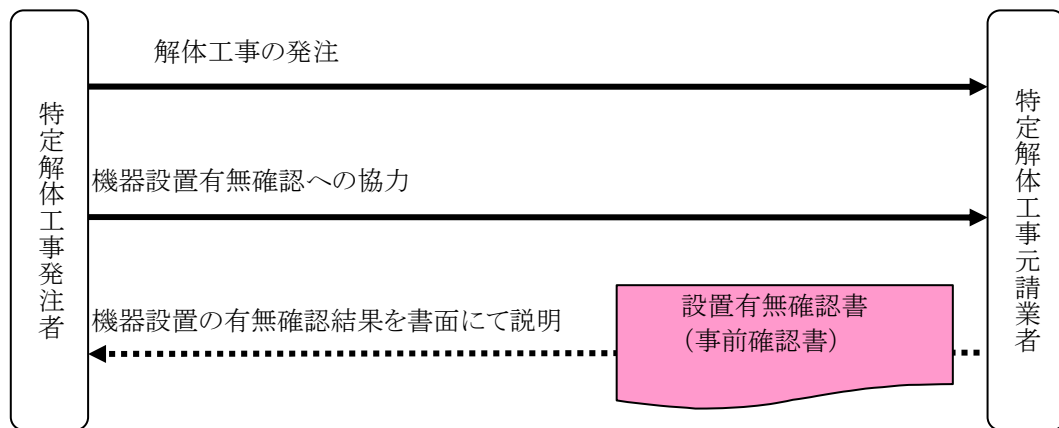 解体工事の発注
特定解体工事発注者
特定解体工事元請業者
機器設置有無確認への協力
機器設置の有無確認結果を書面にて説明
設置有無確認書
（事前確認書）